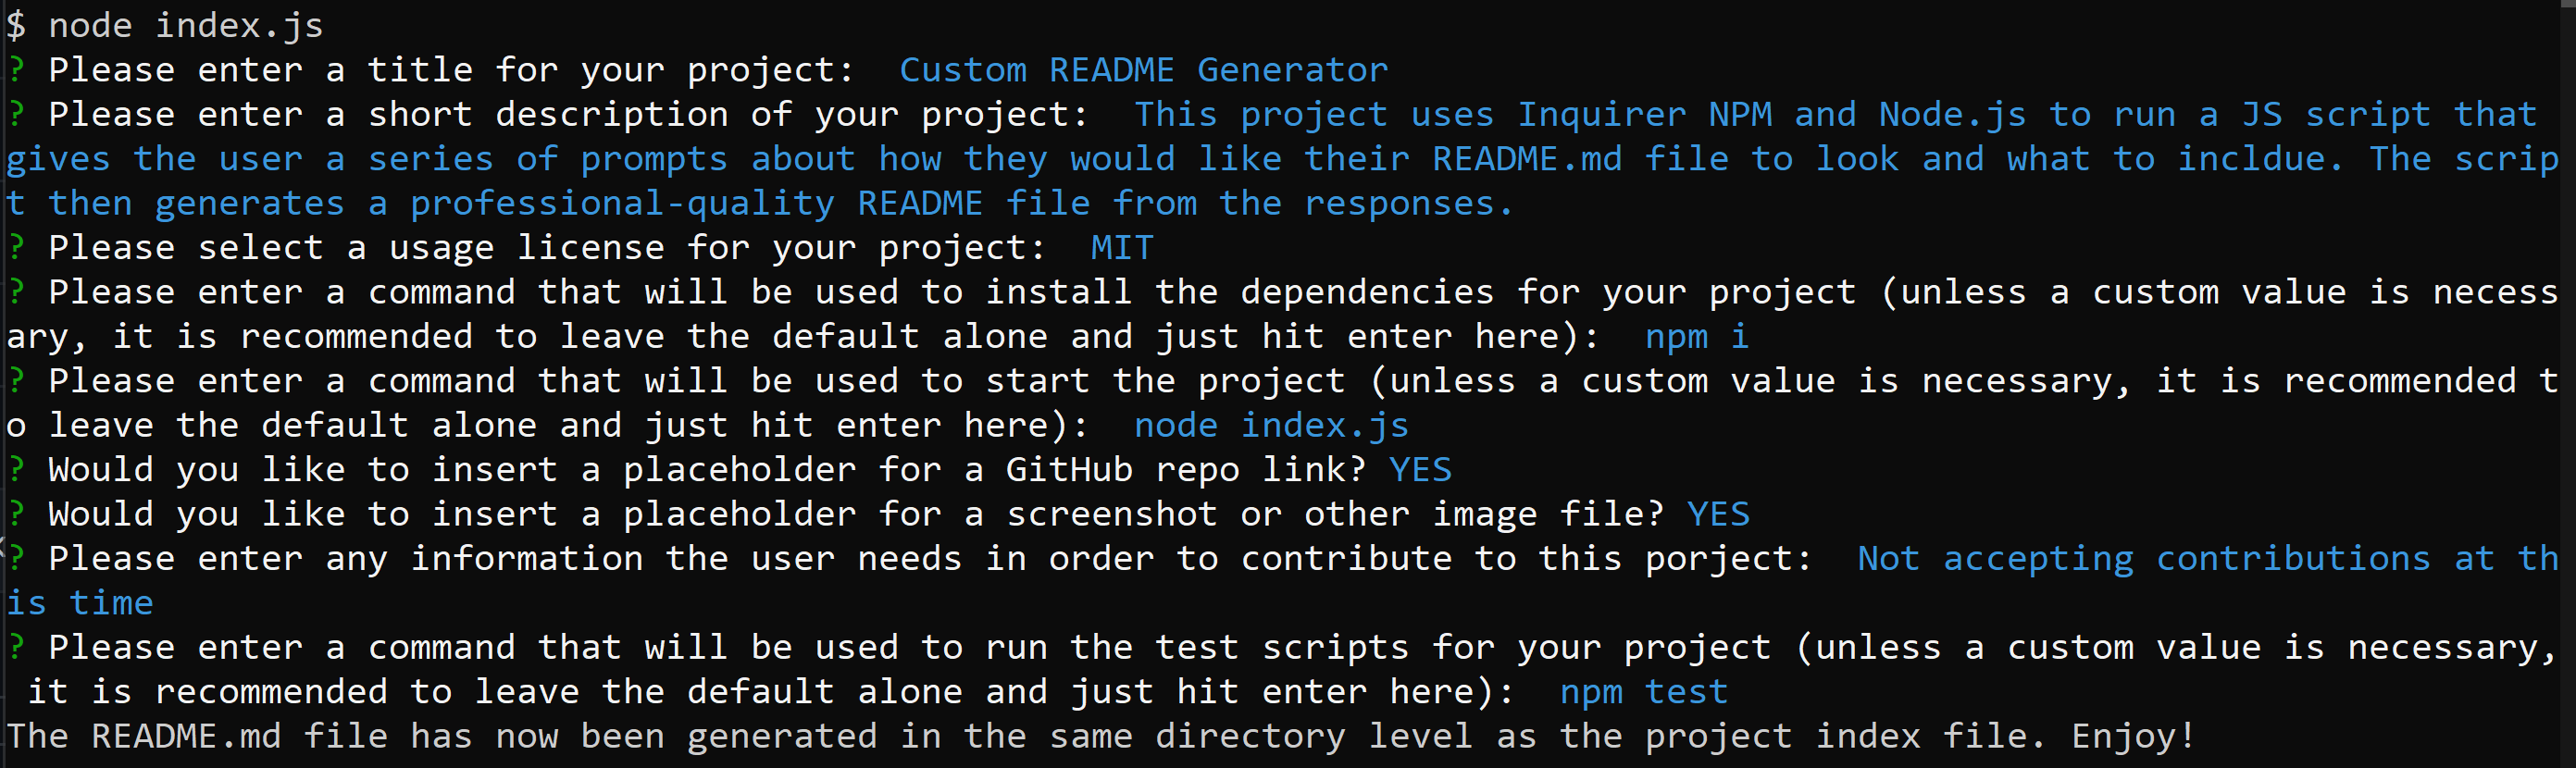 $ node index.js
? Please enter a title for your project:  Custom README Generator
? Please enter a short description of your project:  This project uses Inquirer NPM and Node.js to run a JS script that
gives the user a series of prompts about how they would like their README.md file to look and what to incldue. The scrip
t then generates a professional-quality README file from the responses.
? Please select a usage license for your project:  MIT
? Please enter a command that will be used to install the dependencies for your project (unless a custom value is necess
ary, it is recommended to leave the default alone and just hit enter here):  npm i
? Please enter a command that will be used to start the project (unless a custom value is necessary, it is recommended t
o leave the default alone and just hit enter here):  node index.js
? Would you like to insert a placeholder for a GitHub repo link? YES
? Would you like to insert a placeholder for a screenshot or other image file? YES
? Please enter any information the user needs in order to contribute to this porject:  Not accepting contributions at th
is time
? Please enter a command that will be used to run the test scripts for your project (unless a custom value is necessary,
 it is recommended to leave the default alone and just hit enter here):  npm test
The README.md file has now been generated in the same directory level as the project index file. Enjoy!